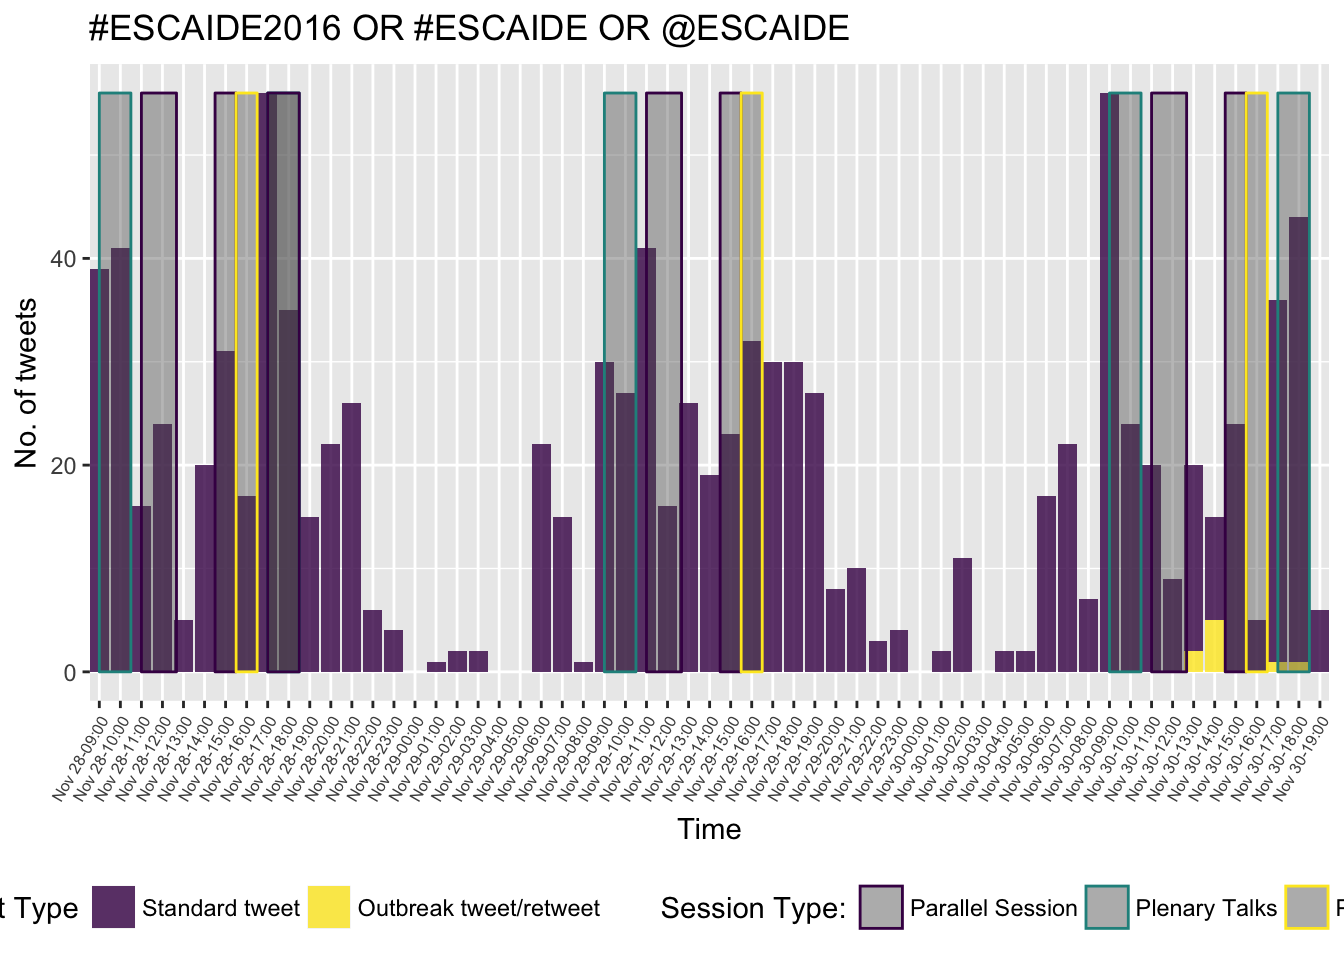 #ESCAIDE2016 OR #ESCAIDE OR @ESCAIDE
No. of tweets
40
20
0
Nov 28-09:00
Nov 28-10:00
Nov 28-11:00
Nov 28-12:00
Nov 28-13:00
Nov 28-14:00
Nov 28-15:00
Nov 28-16:00
Nov 28-17:00
Nov 28-18:00
Nov 28-19:00
Nov 28-20:00
Nov 28-21:00
Nov 28-22:00
Nov 28-23:00
Nov 29-00:00
Nov 29-01:00
Nov 29-02:00
Nov 29-03:00
Nov 29-04:00
Nov 29-05:00
Nov 29-06:00
Nov 29-07:00
Nov 29-08:00
Nov 29-09:00
Nov 29-10:00
Nov 29-11:00
Nov 29-12:00
Nov 29-13:00
Nov 29-14:00
Nov 29-15:00
Nov 29-16:00
Nov 29-17:00
Nov 29-18:00
Nov 29-19:00
Nov 29-20:00
Nov 29-21:00
Nov 29-22:00
Nov 29-23:00
Nov 30-00:00
Nov 30-01:00
Nov 30-02:00
Nov 30-03:00
Nov 30-04:00
Nov 30-05:00
Nov 30-06:00
Nov 30-07:00
Nov 30-08:00
Nov 30-09:00
Nov 30-10:00
Nov 30-11:00
Nov 30-12:00
Nov 30-13:00
Nov 30-14:00
Nov 30-15:00
Nov 30-16:00
Nov 30-17:00
Nov 30-18:00
Nov 30-19:00
Time
t Type Standard tweet Outbreak tweet/retweet Session Type: Parallel Session Plenary Talks